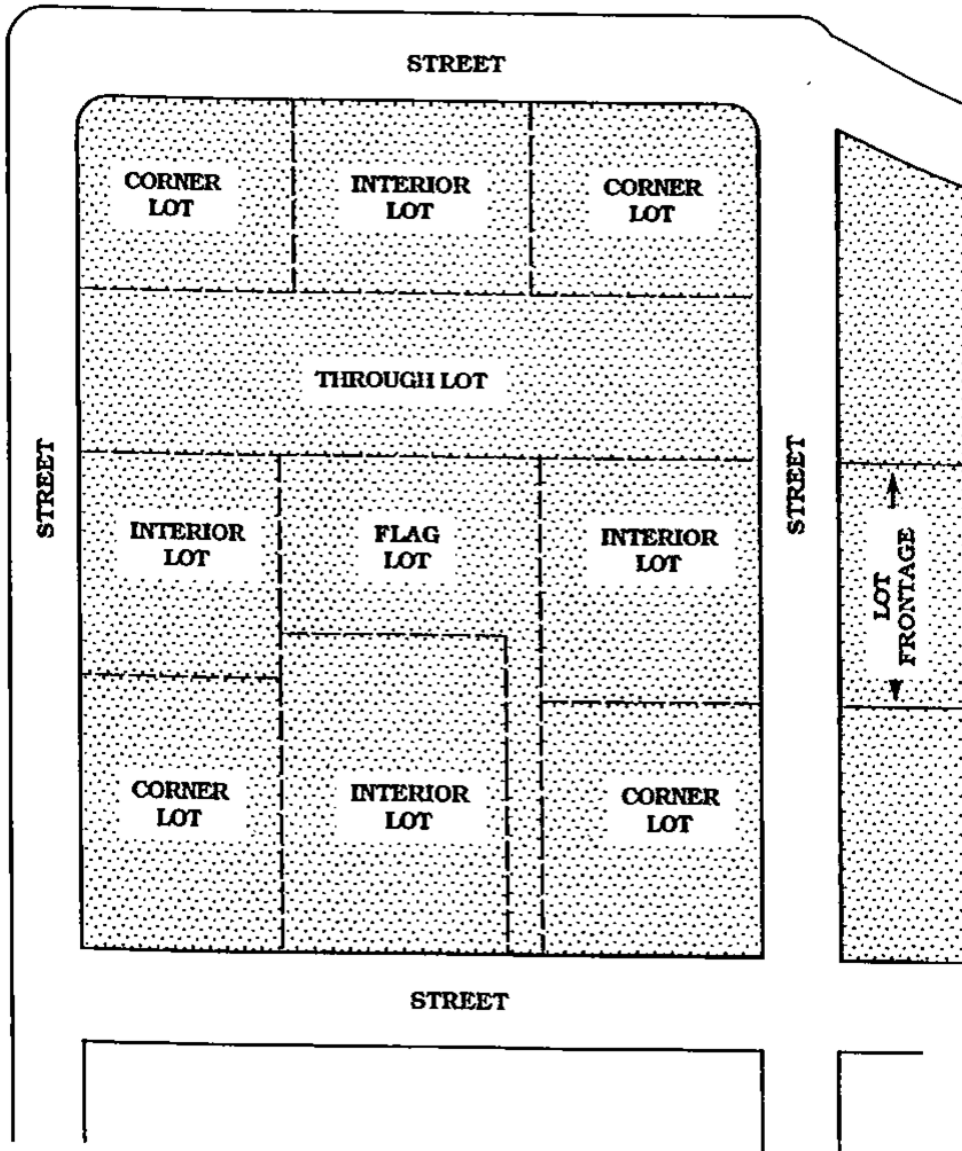 STREET
CORNER
LOT
INTERIOR
LOT
CORNER
LOT
THROUGH LOT
STREET
STREET
INTERIOR
LOT
FLAG
LOT
INTERIOR
LOT
LOT
FRONTAGE
CORNER
LOT
INTERIOR
LOT
CORNER
LOT
STREET